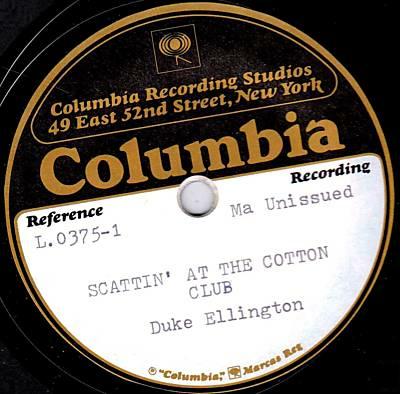 Columbia Recording Studios
49 East 52nd Street, New York
Columbia
Reference
Recording
L.0375-1
Ma Unissued
SCATTIN' AT THE COTTON
CLUB
Duke Ellington
® "Columbia," Marcas Reg